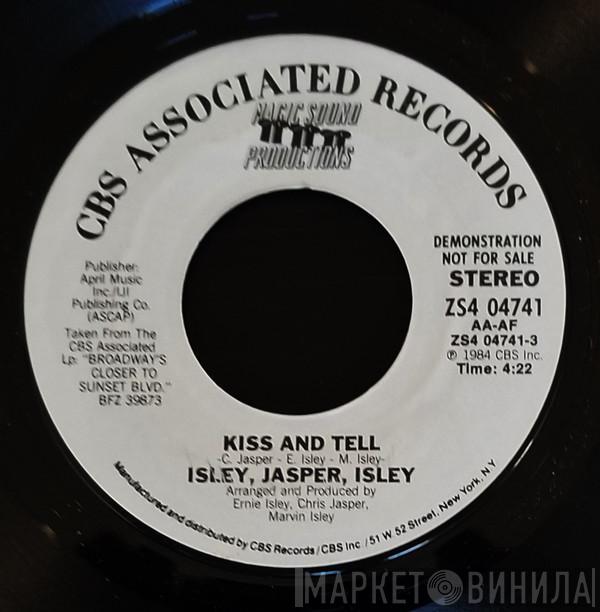 CBS ASSOCIATED RECORDS
MAGIC SOUND
PRODUCTIONS
Publisher:
April Music
Inc./IJI
Publishing Co.
(ASCAP)
Taken From The
CBS Associated
Lp: "BROADWAY'S
CLOSER TO
SUNSET BLVD."
BFZ 39873
DEMONSTRATION
NOT FOR SALE
STEREO
ZS4 04741
AA-AF
ZS4 04741-3
℗ 1984 CBS Inc.
Time: 4:22
KISS AND TELL
-C. Jasper - E. Isley - M. Isley-
ISLEY, JASPER, ISLEY
Arranged and Produced by
Ernie Isley, Chris Jasper,
Marvin Isley
Manufactured and distributed by CBS Records/CBS Inc./51 W. 52 Street, New York, N.Y.
МАРКЕТ ВИНИЛА